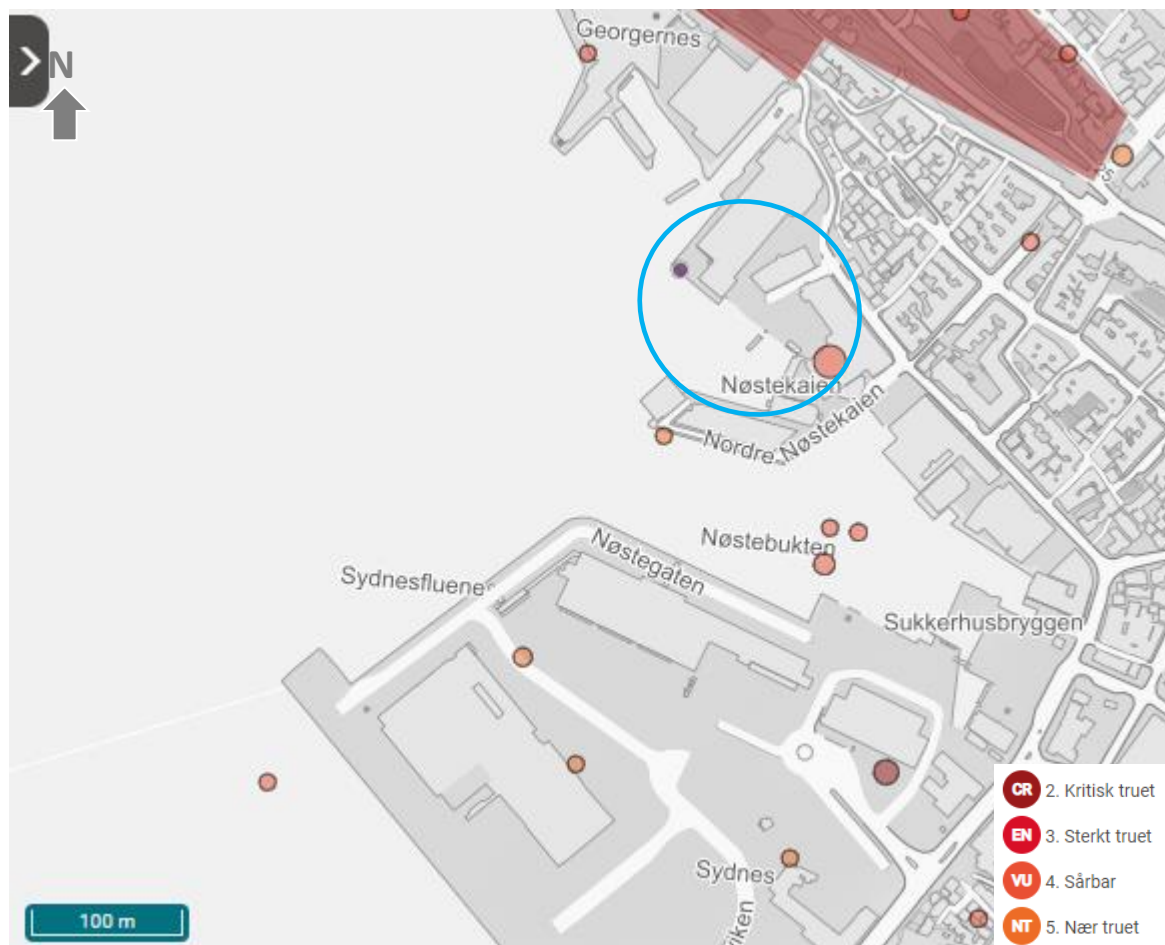 Georgernes
N
Nøstekaien
Nordre Nøstekaien
Nøstebukten
Nøstegaten
Sydnesfluene
Sukkerhusbryggen
Sydnes
CR 2. Kritisk truet
EN 3. Sterkt truet
VU 4. Sårbar
NT 5. Nær truet
100 m